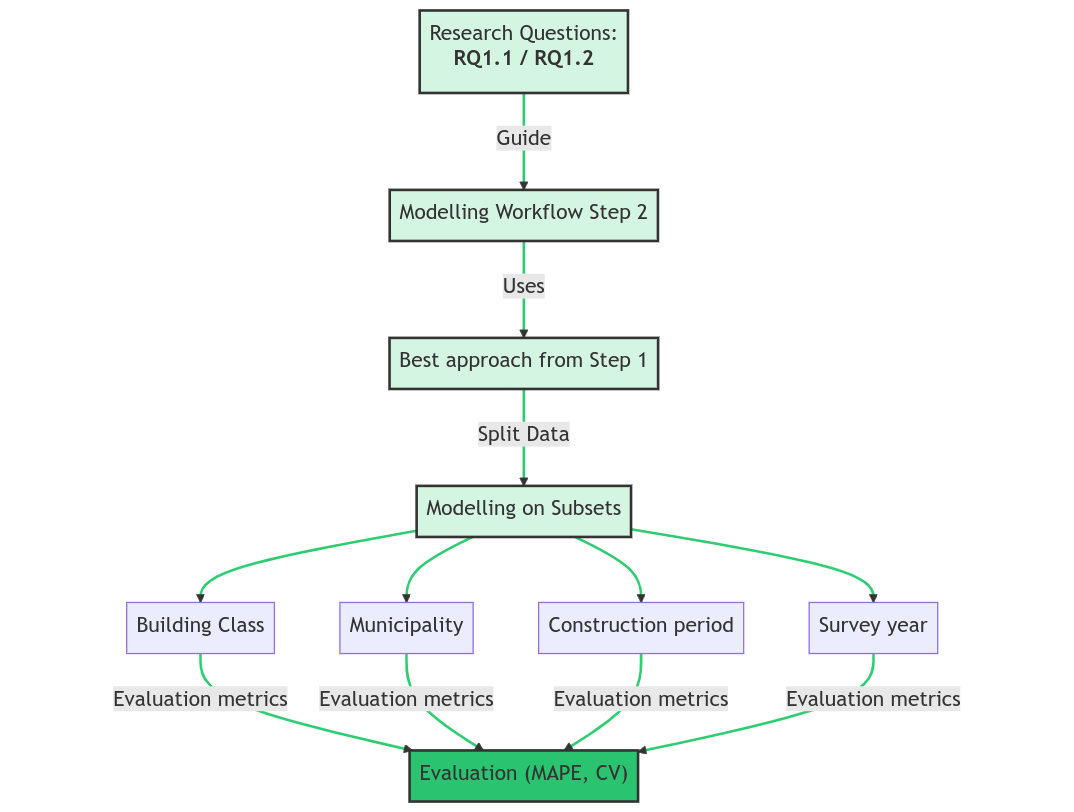 Research Questions:
RQ1.1 / RQ1.2
Guide
Modelling Workflow Step 2
Uses
Best approach from Step 1
Split Data
Modelling on Subsets
Building Class
Municipality
Construction period
Survey year
Evaluation metrics
Evaluation metrics
Evaluation metrics
Evaluation metrics
Evaluation (MAPE, CV)